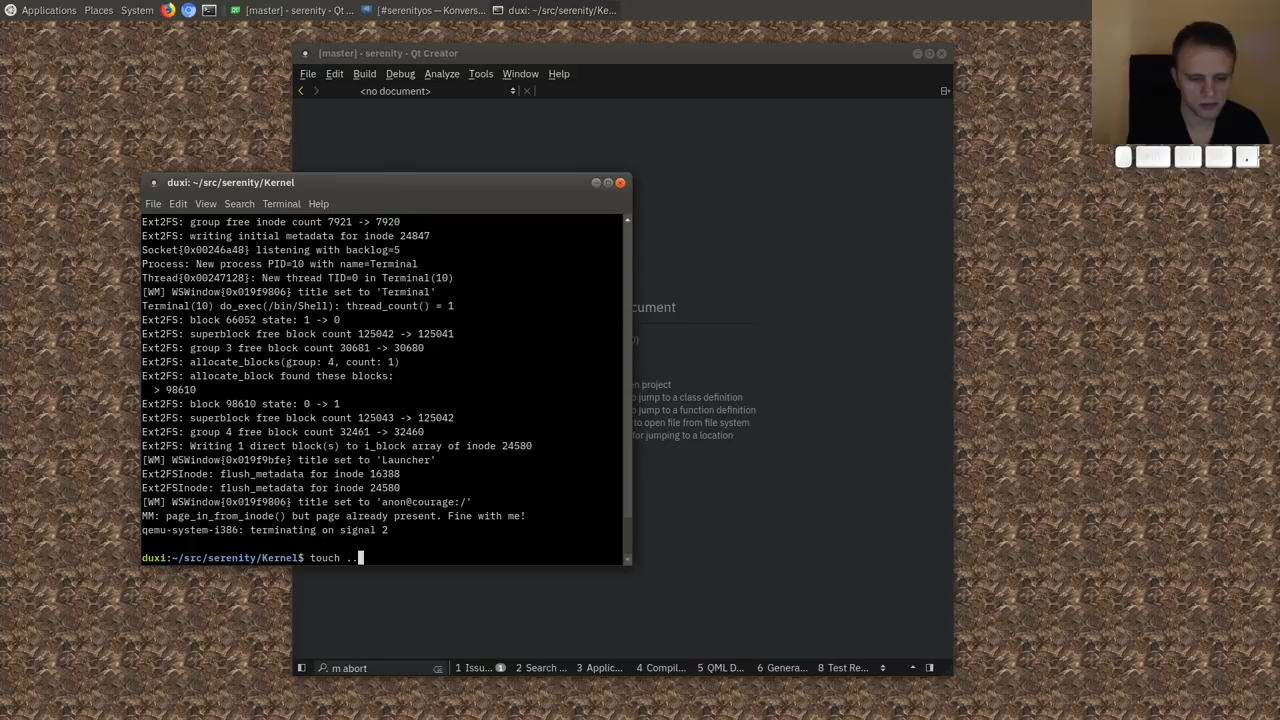 Applications Places System [master] - serenity - Qt ... [#serenityos] - Konvers... duxi: ~/src/serenity/Ke...
[master] - serenity - Qt Creator
File Edit Build Debug Analyze Tools Window Help
<no document>
duxi: ~/src/serenity/Kernel
File Edit View Search Terminal Help
Ext2FS: group free inode count 7921 -> 7920
Ext2FS: writing initial metadata for inode 24847
Socket{0x00246a48} listening with backlog=5
Process: New process PID=10 with name=Terminal
Thread{0x00247128}: New thread TID=0 in Terminal(10)
[WM] WSWindow{0x019f9806} title set to 'Terminal'
Terminal(10) do_exec(/bin/Shell): thread_count() = 1
Ext2FS: block 66052 state: 1 -> 0
Ext2FS: superblock free block count 125042 -> 125041
Ext2FS: group 3 free block count 30681 -> 30680
Ext2FS: allocate_blocks(group: 4, count: 1)
Ext2FS: allocate_block found these blocks:
> 98610
Ext2FS: block 98610 state: 0 -> 1
Ext2FS: superblock free block count 125043 -> 125042
Ext2FS: group 4 free block count 32461 -> 32460
Ext2FS: Writing 1 direct block(s) to i_block array of inode 24580
[WM] WSWindow{0x019f9bfe} title set to 'Launcher'
Ext2FSInode: flush_metadata for inode 16388
Ext2FSInode: flush_metadata for inode 24580
[WM] WSWindow{0x019f9806} title set to 'anon@courage:/'
MM: page_in_from_inode() but page already present. Fine with me!
qemu-system-i386: terminating on signal 2
duxi:~/src/serenity/Kernel$ touch ..
cument
)
en project
o jump to a class definition
o jump to a function definition
to open file from file system
for jumping to a location
m abort 1 Issu... 1 2 Search ... 3 Applic... 4 Compil... 5 QML D... 6 Genera... 8 Test Re...